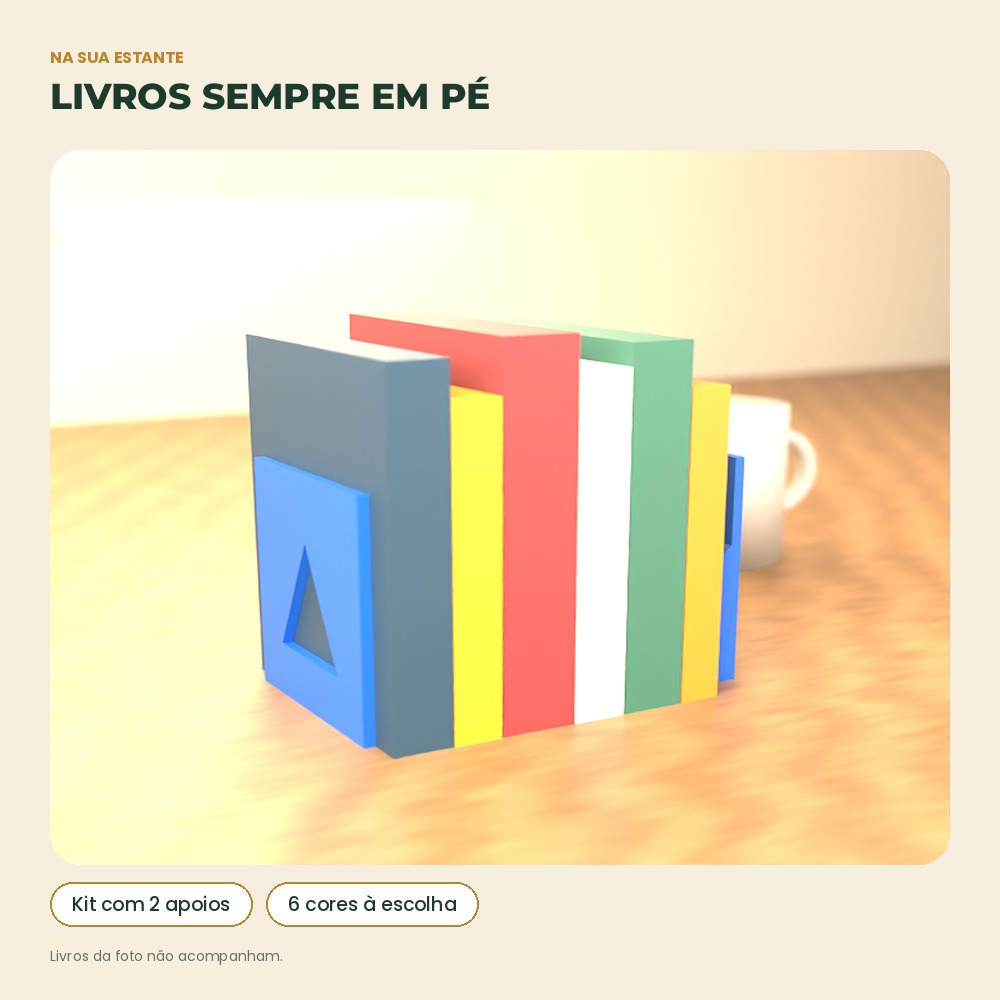 NA SUA ESTANTE
LIVROS SEMPRE EM PÉ
Kit com 2 apoios
6 cores à escolha
Livros da foto não acompanham.